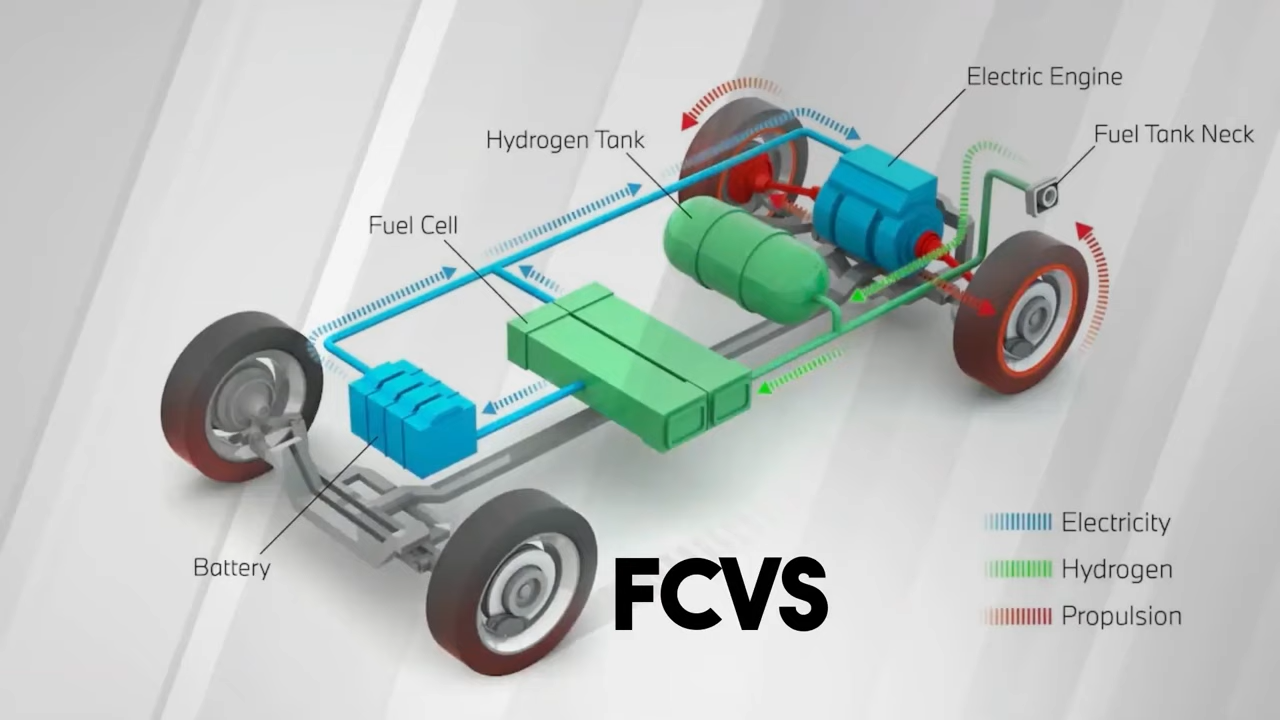 Electric Engine
Fuel Tank Neck
Hydrogen Tank
Fuel Cell
Battery
FCVS
Electricity
Hydrogen
Propulsion